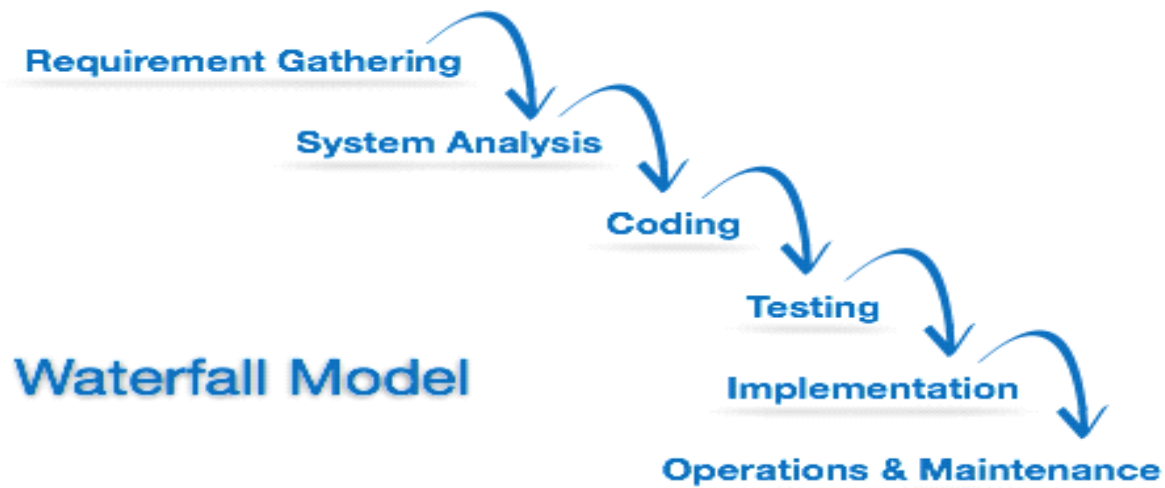 Requirement Gathering
System Analysis
Coding
Testing
Waterfall Model
Implementation
Operations & Maintenance